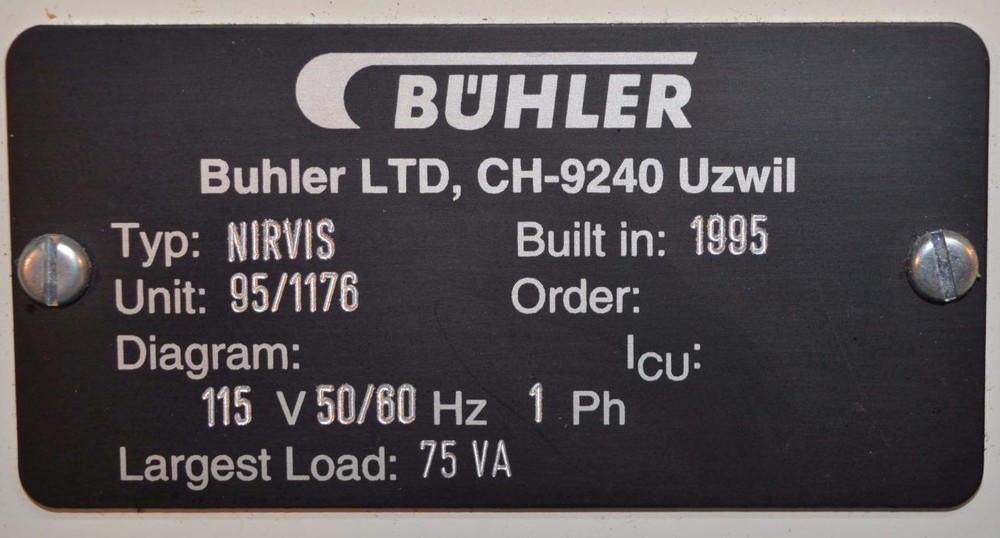 BÜHLER
Buhler LTD, CH-9240 Uzwil
Typ: NIRVIS Built in: 1995
Unit: 95/1176 Order:
Diagram: ICU:
115 V 50/60 Hz 1 Ph
Largest Load: 75 VA